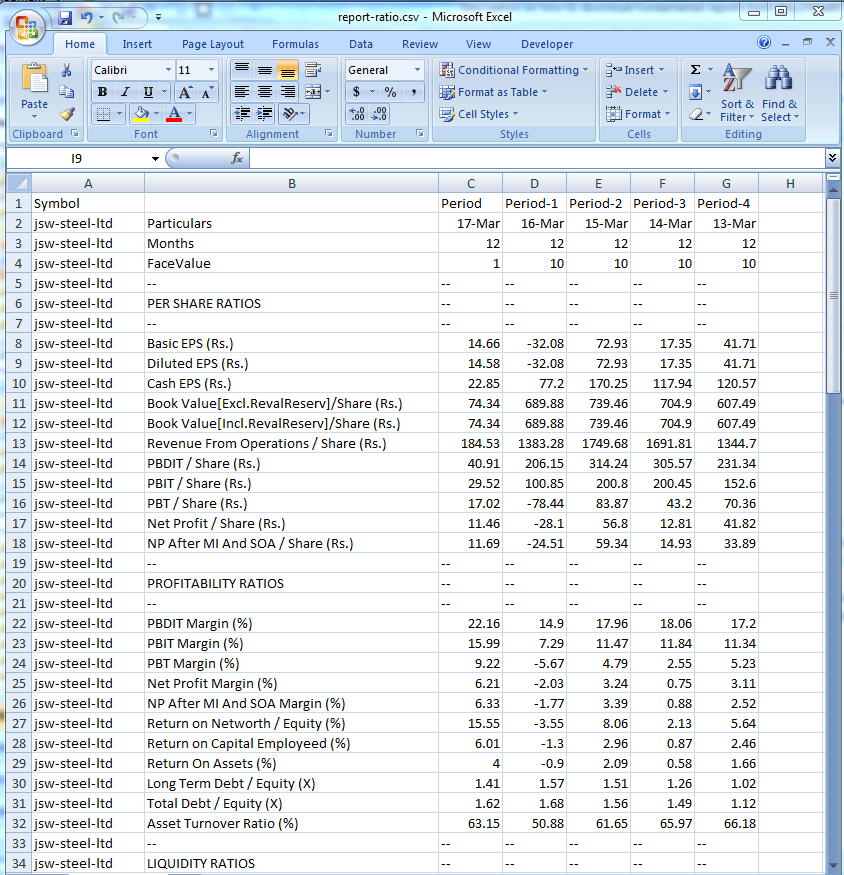 report-ratio.csv - Microsoft Excel
Home Insert Page Layout Formulas Data Review View Developer
Paste Calibri 11 General Conditional Formatting Insert Σ
B I U A A $ % , Format as Table Delete Sort & Find &
A Cell Styles Format Filter Select
Clipboard Font Alignment Number Styles Cells Editing
I9 fx
A B C D E F G H
1 Symbol Period Period-1 Period-2 Period-3 Period-4
2 jsw-steel-ltd Particulars 17-Mar 16-Mar 15-Mar 14-Mar 13-Mar
3 jsw-steel-ltd Months 12 12 12 12 12
4 jsw-steel-ltd FaceValue 1 10 10 10 10
5 jsw-steel-ltd -- -- -- -- -- --
6 jsw-steel-ltd PER SHARE RATIOS -- -- -- -- --
7 jsw-steel-ltd -- -- -- -- -- --
8 jsw-steel-ltd Basic EPS (Rs.) 14.66 -32.08 72.93 17.35 41.71
9 jsw-steel-ltd Diluted EPS (Rs.) 14.58 -32.08 72.93 17.35 41.71
10 jsw-steel-ltd Cash EPS (Rs.) 22.85 77.2 170.25 117.94 120.57
11 jsw-steel-ltd Book Value[Excl.RevalReserv]/Share (Rs.) 74.34 689.88 739.46 704.9 607.49
12 jsw-steel-ltd Book Value[Incl.RevalReserv]/Share (Rs.) 74.34 689.88 739.46 704.9 607.49
13 jsw-steel-ltd Revenue From Operations / Share (Rs.) 184.53 1383.28 1749.68 1691.81 1344.7
14 jsw-steel-ltd PBDIT / Share (Rs.) 40.91 206.15 314.24 305.57 231.34
15 jsw-steel-ltd PBIT / Share (Rs.) 29.52 100.85 200.8 200.45 152.6
16 jsw-steel-ltd PBT / Share (Rs.) 17.02 -78.44 83.87 43.2 70.36
17 jsw-steel-ltd Net Profit / Share (Rs.) 11.46 -28.1 56.8 12.81 41.82
18 jsw-steel-ltd NP After MI And SOA / Share (Rs.) 11.69 -24.51 59.34 14.93 33.89
19 jsw-steel-ltd -- -- -- -- -- --
20 jsw-steel-ltd PROFITABILITY RATIOS -- -- -- -- --
21 jsw-steel-ltd -- -- -- -- -- --
22 jsw-steel-ltd PBDIT Margin (%) 22.16 14.9 17.96 18.06 17.2
23 jsw-steel-ltd PBIT Margin (%) 15.99 7.29 11.47 11.84 11.34
24 jsw-steel-ltd PBT Margin (%) 9.22 -5.67 4.79 2.55 5.23
25 jsw-steel-ltd Net Profit Margin (%) 6.21 -2.03 3.24 0.75 3.11
26 jsw-steel-ltd NP After MI And SOA Margin (%) 6.33 -1.77 3.39 0.88 2.52
27 jsw-steel-ltd Return on Networth / Equity (%) 15.55 -3.55 8.06 2.13 5.64
28 jsw-steel-ltd Return on Capital Employeed (%) 6.01 -1.3 2.96 0.87 2.46
29 jsw-steel-ltd Return On Assets (%) 4 -0.9 2.09 0.58 1.66
30 jsw-steel-ltd Long Term Debt / Equity (X) 1.41 1.57 1.51 1.26 1.02
31 jsw-steel-ltd Total Debt / Equity (X) 1.62 1.68 1.56 1.49 1.12
32 jsw-steel-ltd Asset Turnover Ratio (%) 63.15 50.88 61.65 65.97 66.18
33 jsw-steel-ltd -- -- -- -- -- --
34 jsw-steel-ltd LIQUIDITY RATIOS -- -- -- -- --